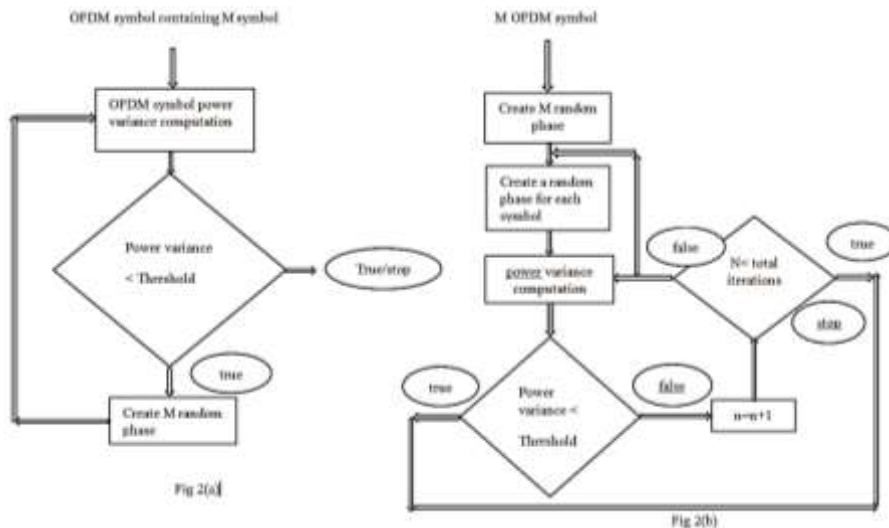 OFDM symbol containing M symbol
OFDM symbol power
variance computation
Power variance
< Threshold
True/stop
true
Create M random
phase
Fig 2(a)
M OFDM symbol
Create M random
phase
Create a random
phase for each
symbol
power variance
computation
false
N= total
iterations
true
stop
true
Power
variance <
Threshold
false
n=n+1
Fig 2(b)